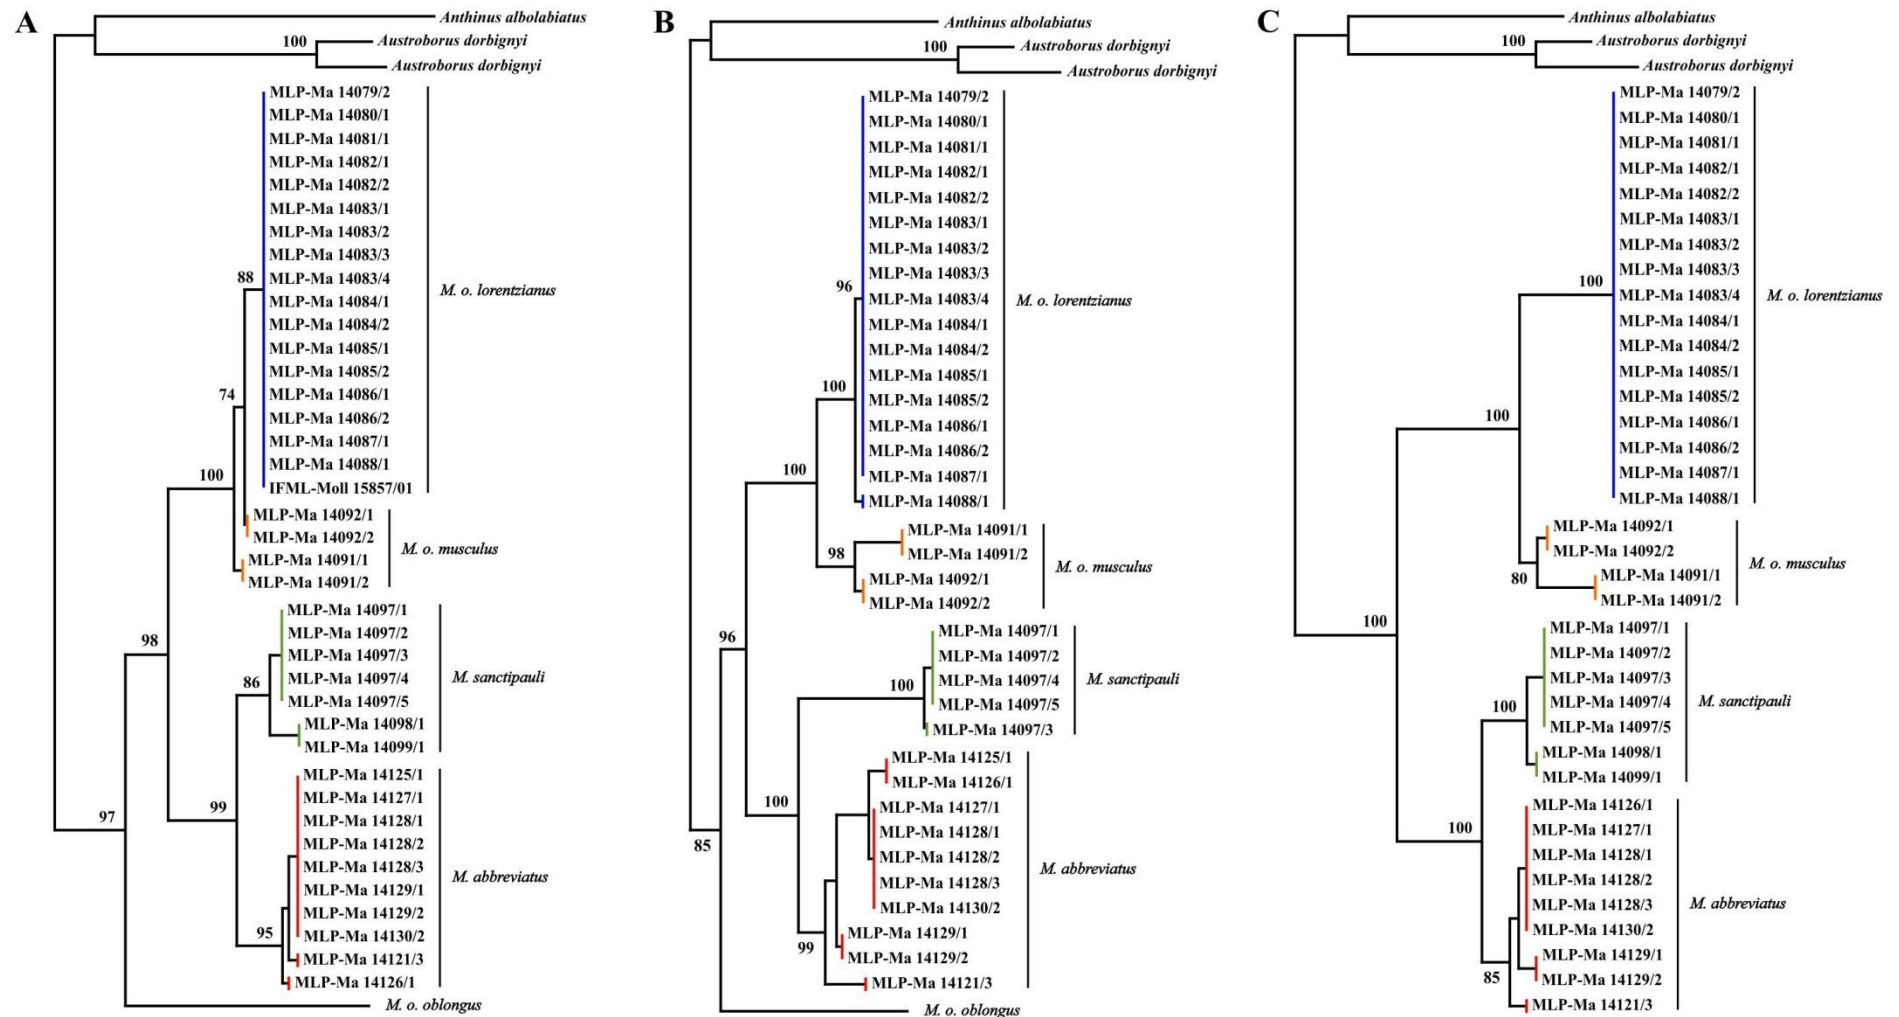 A
Anthinus albolabiatus
100
Austroborus dorbignyi
Austroborus dorbignyi
MLP-Ma 14079/2
MLP-Ma 14080/1
MLP-Ma 14081/1
MLP-Ma 14082/1
MLP-Ma 14082/2
MLP-Ma 14083/1
MLP-Ma 14083/2
MLP-Ma 14083/3
88
MLP-Ma 14083/4
M. o. lorentzianus
MLP-Ma 14084/1
MLP-Ma 14084/2
MLP-Ma 14085/1
MLP-Ma 14085/2
74
MLP-Ma 14086/1
MLP-Ma 14086/2
MLP-Ma 14087/1
MLP-Ma 14088/1
100
IFML-Moll 15857/01
MLP-Ma 14092/1
MLP-Ma 14092/2
M. o. musculus
MLP-Ma 14091/1
MLP-Ma 14091/2
MLP-Ma 14097/1
MLP-Ma 14097/2
98
MLP-Ma 14097/3
MLP-Ma 14097/4
M. sanctipauli
86
MLP-Ma 14097/5
MLP-Ma 14098/1
MLP-Ma 14099/1
MLP-Ma 14125/1
MLP-Ma 14127/1
99
97
MLP-Ma 14128/1
MLP-Ma 14128/2
MLP-Ma 14128/3
M. abbreviatus
MLP-Ma 14129/1
MLP-Ma 14129/2
95
MLP-Ma 14130/2
MLP-Ma 14121/3
MLP-Ma 14126/1
M. o. oblongus
B
Anthinus albolabiatus
100
Austroborus dorbignyi
Austroborus dorbignyi
MLP-Ma 14079/2
MLP-Ma 14080/1
MLP-Ma 14081/1
MLP-Ma 14082/1
MLP-Ma 14082/2
MLP-Ma 14083/1
MLP-Ma 14083/2
MLP-Ma 14083/3
96
MLP-Ma 14083/4
M. o. lorentzianus
MLP-Ma 14084/1
MLP-Ma 14084/2
MLP-Ma 14085/1
100
MLP-Ma 14085/2
MLP-Ma 14086/1
MLP-Ma 14086/2
100
MLP-Ma 14087/1
MLP-Ma 14088/1
MLP-Ma 14091/1
98
MLP-Ma 14091/2
M. o. musculus
MLP-Ma 14092/1
MLP-Ma 14092/2
96
MLP-Ma 14097/1
MLP-Ma 14097/2
100
MLP-Ma 14097/4
M. sanctipauli
MLP-Ma 14097/5
MLP-Ma 14097/3
MLP-Ma 14125/1
MLP-Ma 14126/1
100
MLP-Ma 14127/1
MLP-Ma 14128/1
85
MLP-Ma 14128/2
M. abbreviatus
MLP-Ma 14128/3
MLP-Ma 14130/2
MLP-Ma 14129/1
99
MLP-Ma 14129/2
MLP-Ma 14121/3
M. o. oblongus
C
Anthinus albolabiatus
100
Austroborus dorbignyi
Austroborus dorbignyi
MLP-Ma 14079/2
MLP-Ma 14080/1
MLP-Ma 14081/1
MLP-Ma 14082/1
MLP-Ma 14082/2
MLP-Ma 14083/1
MLP-Ma 14083/2
MLP-Ma 14083/3
100
MLP-Ma 14083/4
M. o. lorentzianus
MLP-Ma 14084/1
MLP-Ma 14084/2
MLP-Ma 14085/1
MLP-Ma 14085/2
100
MLP-Ma 14086/1
MLP-Ma 14086/2
MLP-Ma 14087/1
MLP-Ma 14088/1
MLP-Ma 14092/1
MLP-Ma 14092/2
M. o. musculus
80
MLP-Ma 14091/1
MLP-Ma 14091/2
100
MLP-Ma 14097/1
MLP-Ma 14097/2
MLP-Ma 14097/3
100
MLP-Ma 14097/4
M. sanctipauli
MLP-Ma 14097/5
MLP-Ma 14098/1
MLP-Ma 14099/1
MLP-Ma 14126/1
100
MLP-Ma 14127/1
MLP-Ma 14128/1
MLP-Ma 14128/2
MLP-Ma 14128/3
M. abbreviatus
MLP-Ma 14130/2
MLP-Ma 14129/1
85
MLP-Ma 14129/2
MLP-Ma 14121/3